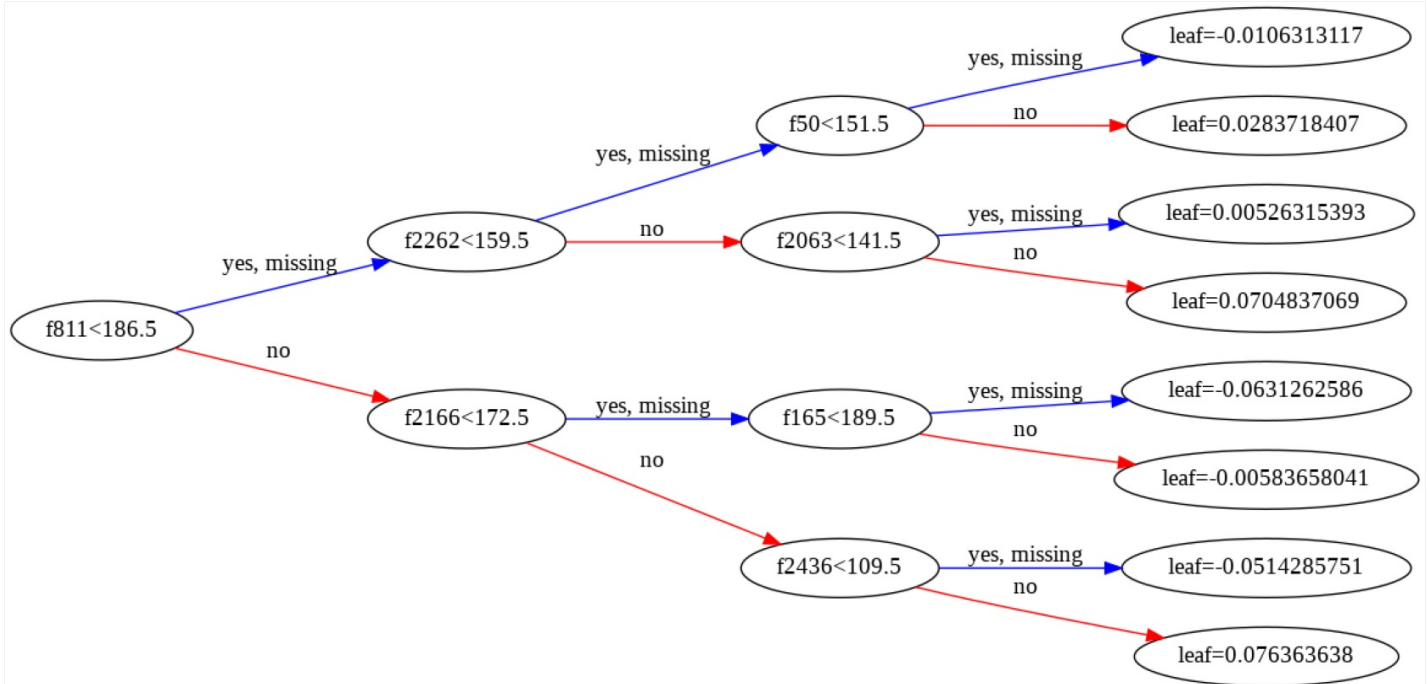 leaf=-0.0106313117
yes, missing
f50<151.5
no
leaf=0.0283718407
yes, missing
f2262<159.5
no
f2063<141.5
yes, missing
leaf=0.00526315393
no
yes, missing
leaf=0.0704837069
f811<186.5
no
f2166<172.5
yes, missing
f165<189.5
yes, missing
leaf=-0.0631262586
no
leaf=-0.00583658041
no
f2436<109.5
yes, missing
leaf=-0.0514285751
no
leaf=0.076363638